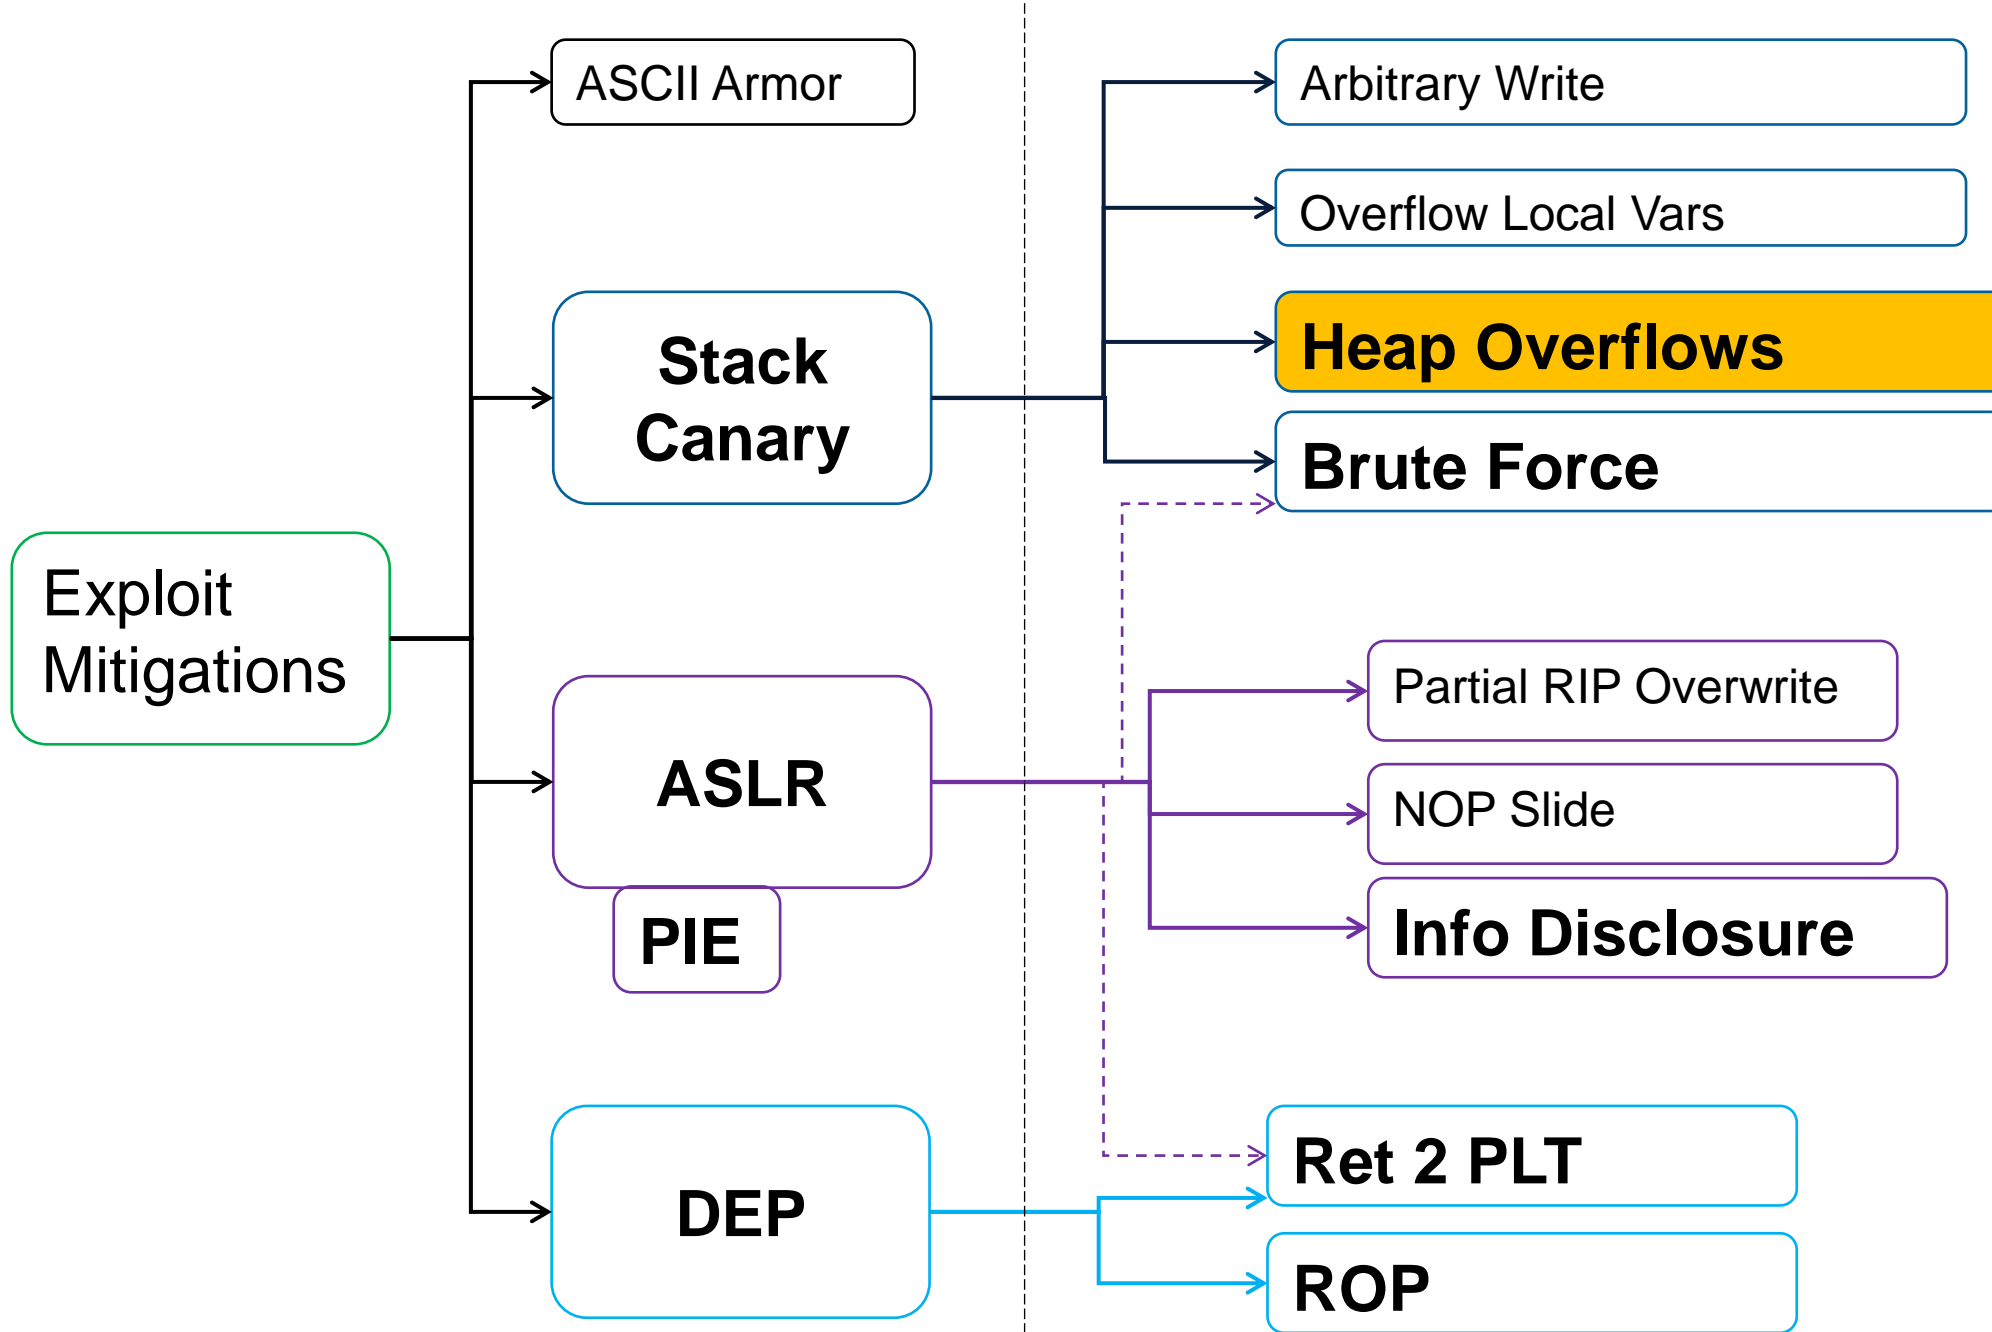 Exploit
Mitigations
ASCII Armor
Stack
Canary
ASLR
PIE
DEP
Arbitrary Write
Overflow Local Vars
Heap Overflows
Brute Force
Partial RIP Overwrite
NOP Slide
Info Disclosure
Ret 2 PLT
ROP